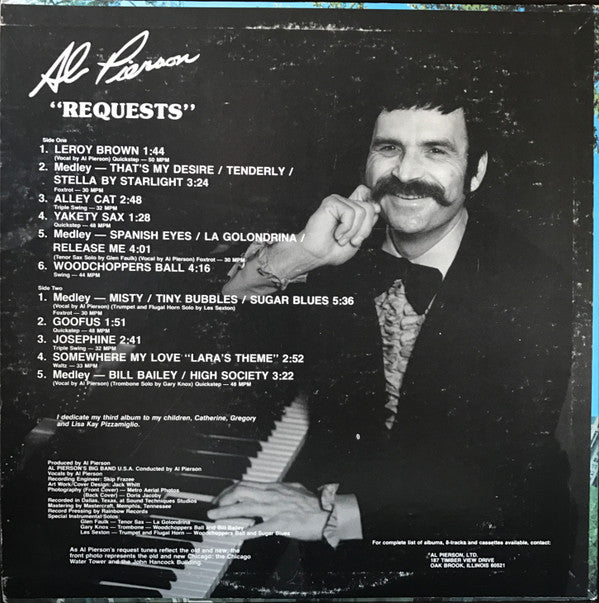 Al Pierson
"REQUESTS"
Side One
1. LEROY BROWN 1:44
(Vocal by Al Pierson) Quickstep — 50 MPM
2. Medley — THAT'S MY DESIRE / TENDERLY /
STELLA BY STARLIGHT 3:24
Foxtrot — 30 MPM
3. ALLEY CAT 2:48
Triple Swing — 32 MPM
4. YAKETY SAX 1:28
Quickstep — 48 MPM
5. Medley — SPANISH EYES / LA GOLONDRINA /
RELEASE ME 4:01
(Tenor Sax Solo by Glen Faulk) (Vocal by Al Pierson) Foxtrot — 30 MPM
6. WOODCHOPPERS BALL 4:16
Swing — 44 MPM
Side Two
1. Medley — MISTY / TINY BUBBLES / SUGAR BLUES 5:36
(Vocal by Al Pierson) (Trumpet and Flugal Horn Solo by Les Sexton)
Foxtrot — 30 MPM
2. GOOFUS 1:51
Quickstep — 48 MPM
3. JOSEPHINE 2:41
Triple Swing — 32 MPM
4. SOMEWHERE MY LOVE "LARA'S THEME" 2:52
Waltz — 33 MPM
5. Medley — BILL BAILEY / HIGH SOCIETY 3:22
(Vocal by Al Pierson) (Trombone Solo by Gary Knox) Quickstep — 48 MPM
I dedicate my third album to my children, Catherine, Gregory
and Lisa Kay Pizzamiglio.
Produced by Al Pierson
AL PIERSON'S BIG BAND U.S.A. Conducted by Al Pierson
Vocals by Al Pierson
Recording Engineer: Skip Frazee
Art Work/Cover Design: Jack Whitt
Photography (Front Cover) — Metro Aerial Photos
(Back Cover) — Doris Jacoby
Recorded in Dallas, Texas, at Sound Techniques Studios
Mastering by Mastercraft, Memphis, Tennessee
Record Pressing by Rainbow Records
Special Instrumental Solos:
Glen Faulk — Tenor Sax — La Golondrina
Gary Knox — Trombone — Woodchoppers Ball and Bill Bailey
Les Sexton — Trumpet and Flugal Horn — Woodchoppers Ball and Sugar Blues
As Al Pierson's request tunes reflect the old and new, the
front photo represents the old and new Chicago: the Chicago
Water Tower and the John Hancock Building.
For complete list of albums, 8-tracks and cassettes available, contact:
AL PIERSON, LTD.
187 TIMBER VIEW DRIVE
OAK BROOK, ILLINOIS 60521